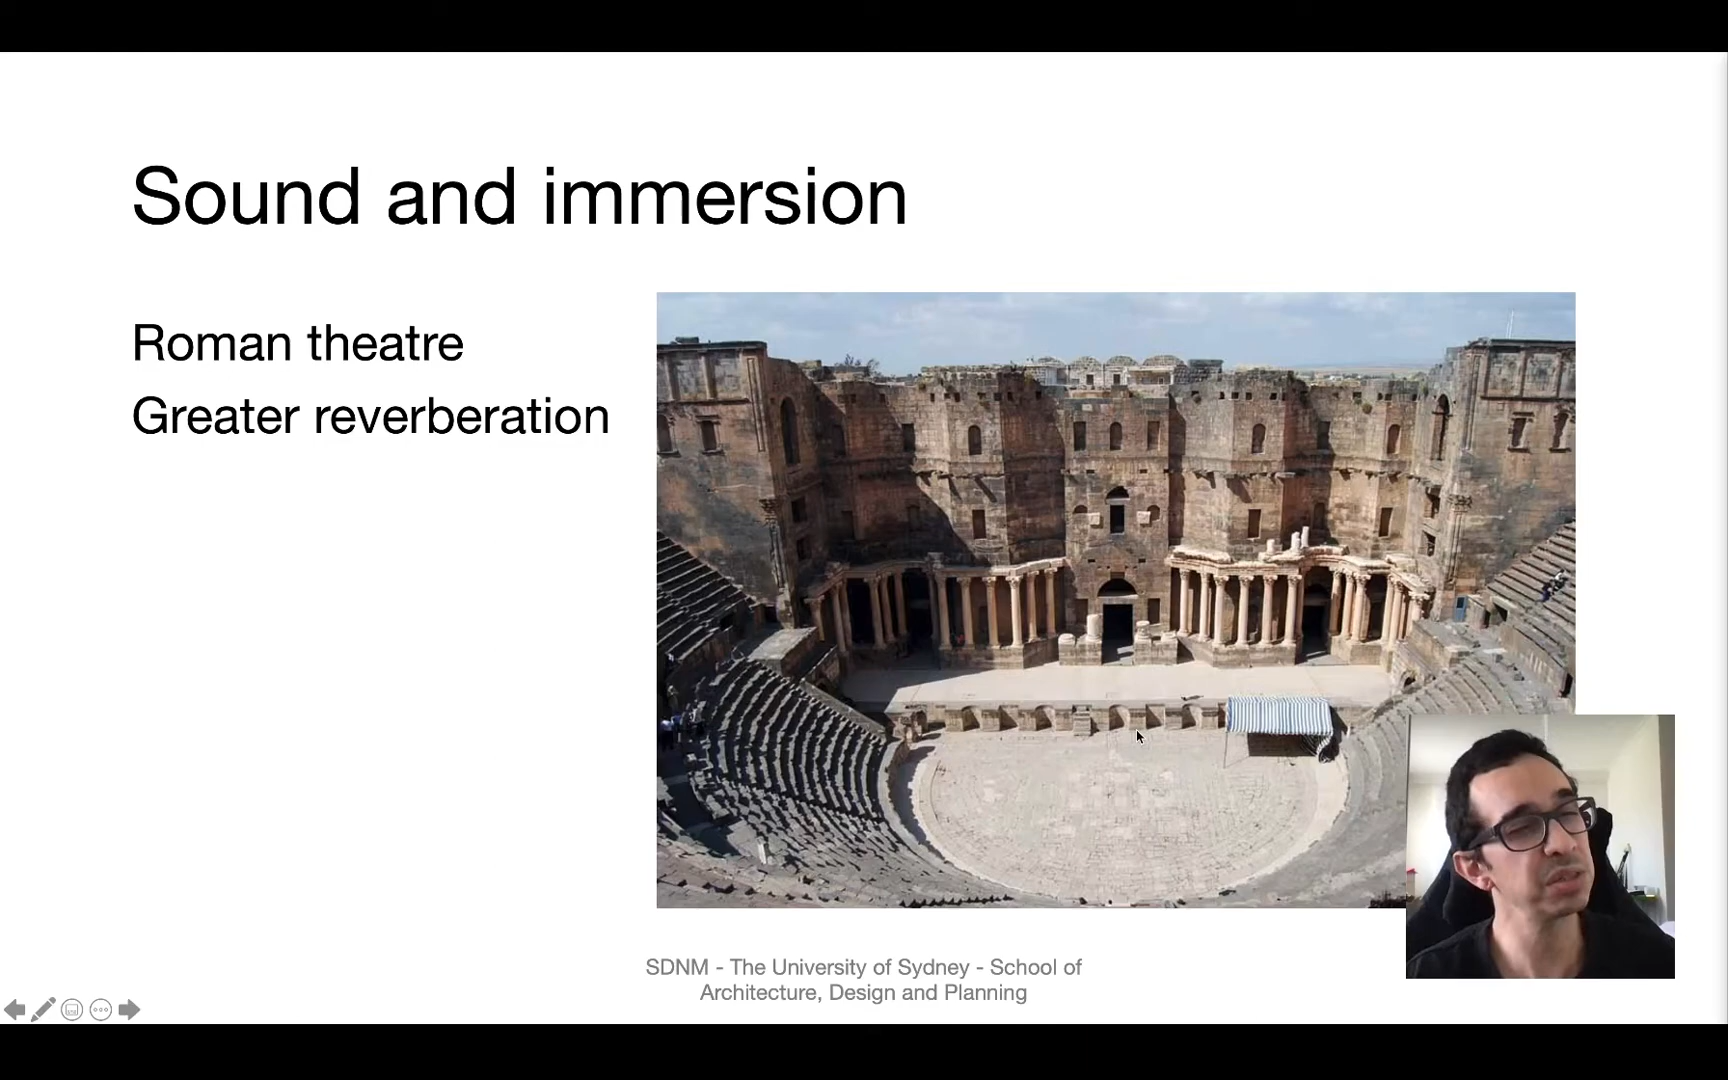 Sound and immersion
Roman theatre
Greater reverberation
SDNM - The University of Sydney - School of
Architecture, Design and Planning